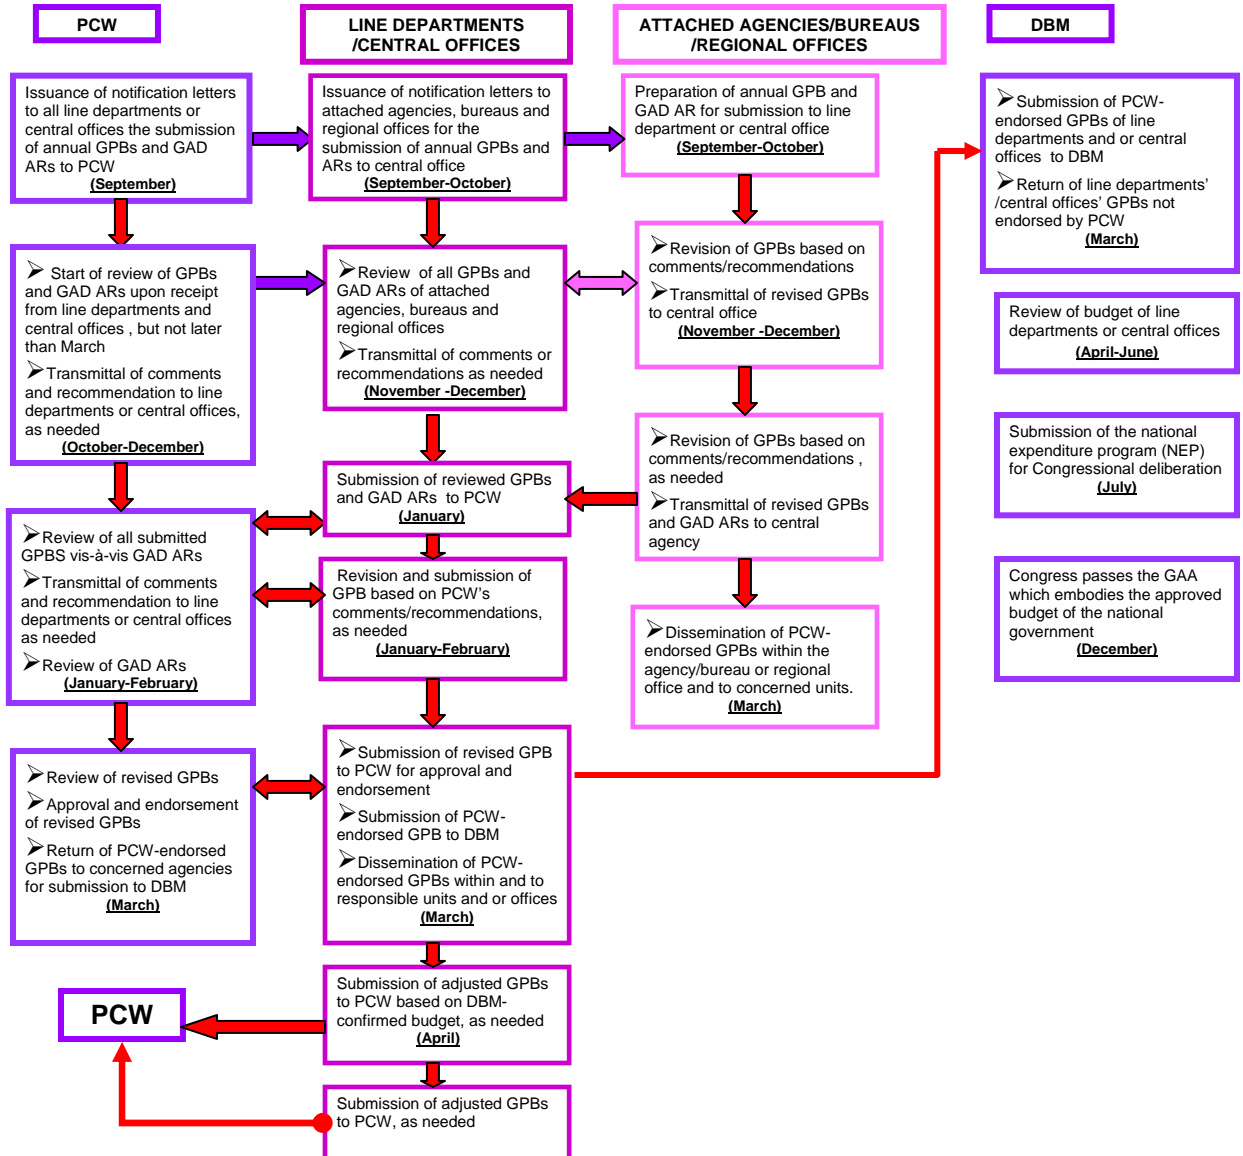 PCW
LINE DEPARTMENTS
/CENTRAL OFFICES
ATTACHED AGENCIES/BUREAUS
/REGIONAL OFFICES
DBM
Issuance of notification letters
to all line departments or
central offices the submission
of annual GPBs and GAD
ARs to PCW
(September)
➢ Start of review of GPBs
and GAD ARs upon receipt
from line departments and
central offices , but not later
than March
➢Transmittal of comments
and recommendation to line
departments or central offices,
as needed
(October-December)
➢Review of all submitted
GPBS vis-à-vis GAD ARs
➢Transmittal of comments
and recommendation to line
departments or central offices
as needed
➢Review of GAD ARs
(January-February)
➢Review of revised GPBs
➢Approval and endorsement
of revised GPBs
➢Return of PCW-endorsed
GPBs to concerned agencies
for submission to DBM
(March)
PCW
Issuance of notification letters to
attached agencies, bureaus and
regional offices for the
submission of annual GPBs and
ARs to central office
(September-October)
➢Review of all GPBs and
GAD ARs of attached
agencies, bureaus and
regional offices
➢Transmittal of comments or
recommendations as needed
(November -December)
Submission of reviewed GPBs
and GAD ARs to PCW
(January)
Revision and submission of
GPB based on PCW's
comments/recommendations,
as needed
(January-February)
➢Submission of revised GPB
to PCW for approval and
endorsement
➢Submission of PCW-
endorsed GPB to DBM
➢Dissemination of PCW-
endorsed GPBs within and to
responsible units and or offices
(March)
Submission of adjusted GPBs
to PCW based on DBM-
confirmed budget, as needed
(April)
Submission of adjusted GPBs
to PCW, as needed
Preparation of annual GPB and
GAD AR for submission to line
department or central office
(September-October)
➢Revision of GPBs based on
comments/recommendations
➢Transmittal of revised GPBs
to central office
(November -December)
➢Revision of GPBs based on
comments/recommendations ,
as needed
➢Transmittal of revised GPBs
and GAD ARs to central
agency
➢Dissemination of PCW-
endorsed GPBs within the
agency/bureau or regional
office and to concerned units.
(March)
➢Submission of PCW-
endorsed GPBs of line
departments and or central
offices to DBM
➢Return of line departments'
/central offices' GPBs not
endorsed by PCW
(March)
Review of budget of line
departments or central offices
(April-June)
Submission of the national
expenditure program (NEP)
for Congressional deliberation
(July)
Congress passes the GAA
which embodies the approved
budget of the national
government
(December)